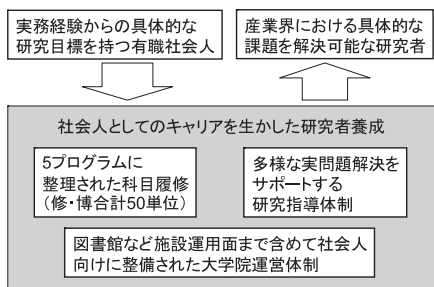 実務経験からの具体的な
研究目標を持つ有職社会人
産業界における具体的な
課題を解決可能な研究者
社会人としてのキャリアを生かした研究者養成
5プログラムに
整理された科目履修
(修・博合計50単位)
多様な実問題解決を
サポートする
研究指導体制
図書館など施設運用面まで含めて社会人
向けに整備された大学院運営体制